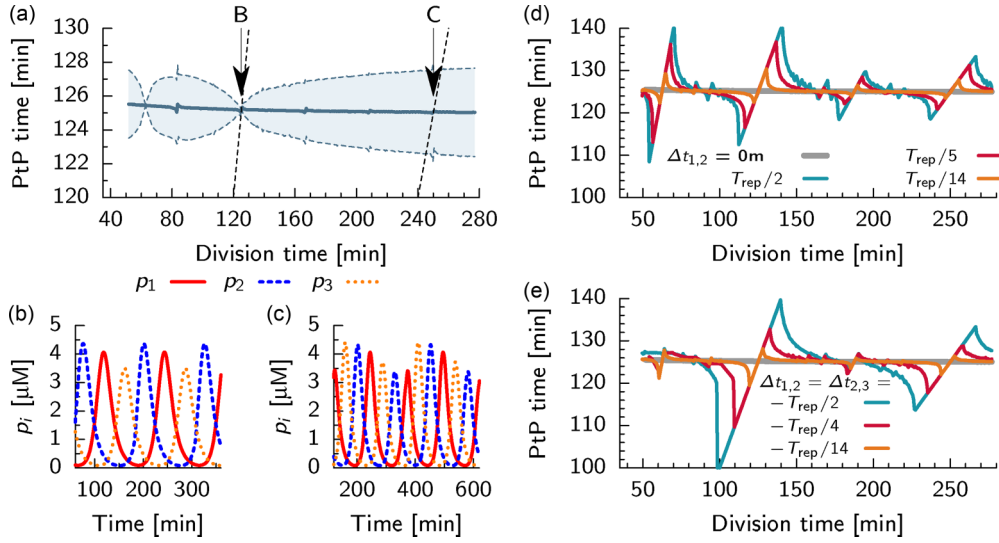 (a)
B
C
130
128
126
124
122
120
PtP time [min]
40 80 120 160 200 240 280
Division time [min]
p1 p2 p3
(b)
5
4
3
2
1
0
pi [μM]
100 200 300
Time [min]
(c)
5
4
3
2
1
0
pi [μM]
200 400 600
Time [min]
(d)
140
130
120
110
100
PtP time [min]
Δt1,2 = 0m
Trep/2
Trep/5
Trep/14
50 100 150 200 250
Division time [min]
(e)
140
130
120
110
100
PtP time [min]
Δt1,2 = Δt2,3 =
− Trep/2
− Trep/4
− Trep/14
50 100 150 200 250
Division time [min]